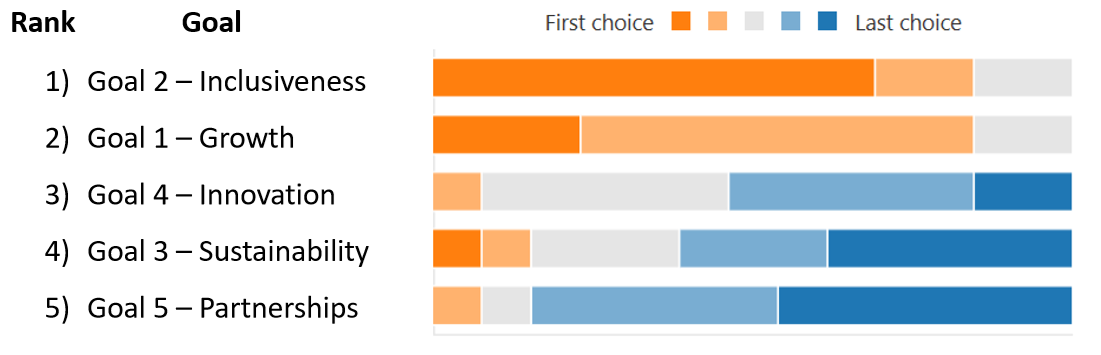 Rank Goal First choice Last choice
1) Goal 2 – Inclusiveness
2) Goal 1 – Growth
3) Goal 4 – Innovation
4) Goal 3 – Sustainability
5) Goal 5 – Partnerships